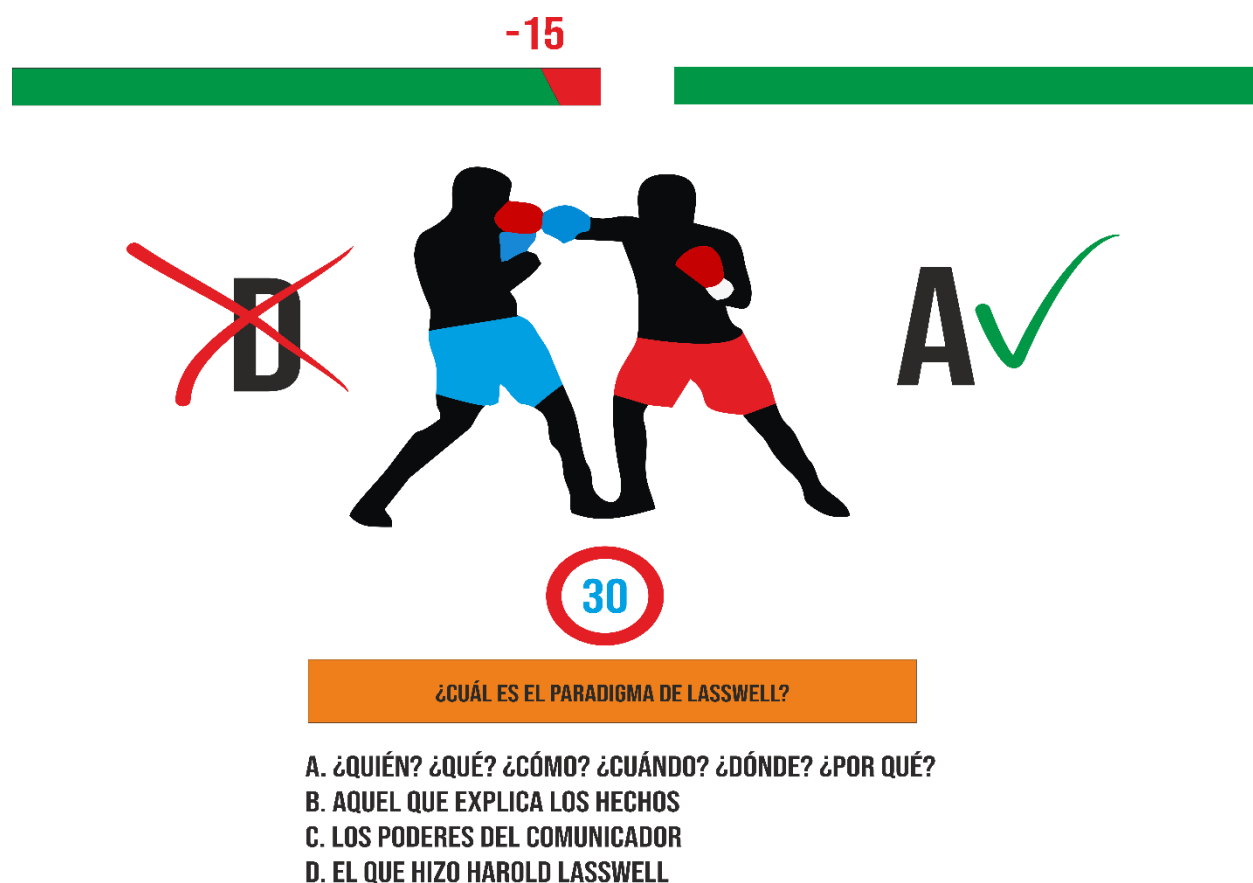 -15
D
A
30
¿CUÁL ES EL PARADIGMA DE LASSWELL?
A. ¿QUIÉN? ¿QUÉ? ¿CÓMO? ¿CUÁNDO? ¿DÓNDE? ¿POR QUÉ?
B. AQUEL QUE EXPLICA LOS HECHOS
C. LOS PODERES DEL COMUNICADOR
D. EL QUE HIZO HAROLD LASSWELL